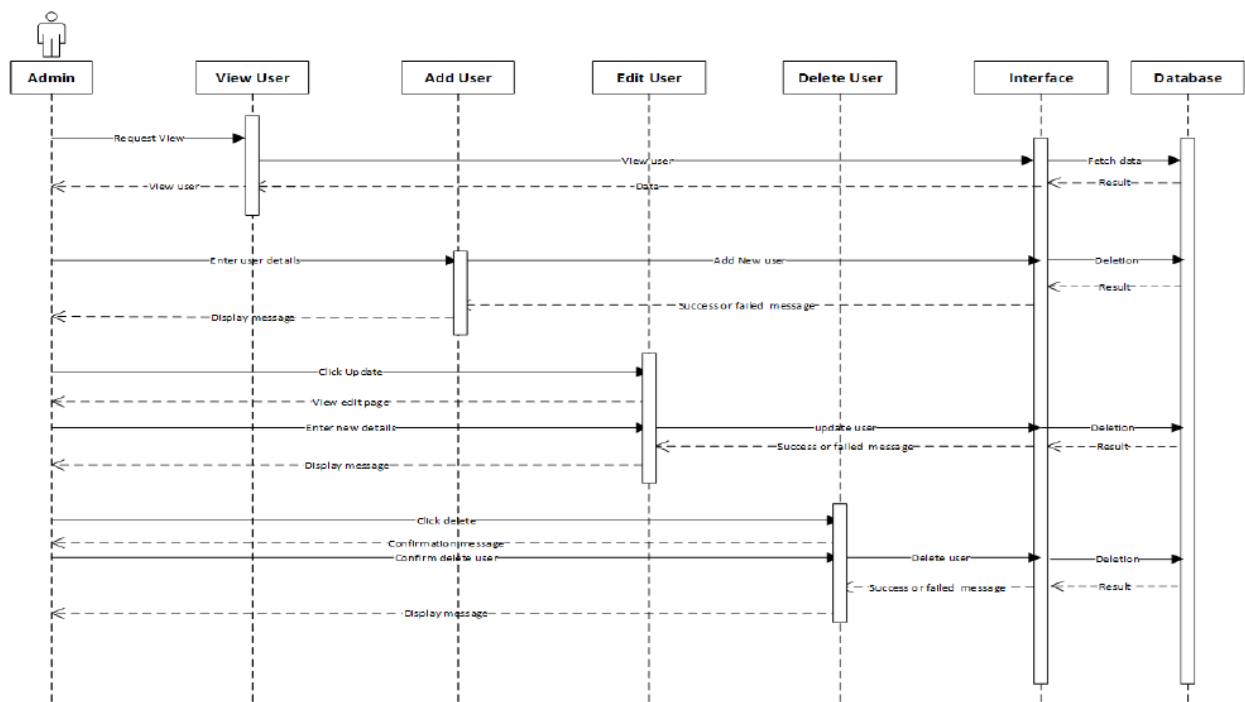 Admin
View User
Add User
Edit User
Delete User
Interface
Database
Request View
View user
Fetch data
View user
Data
Result
Enter user details
Add New user
Deletion
Result
Success or failed message
Display message
Click Update
View edit page
Enter new details
update user
Deletion
Success or failed message
Result
Display message
Click delete
Confirmation message
Confirm delete user
Delete user
Deletion
Success or failed message
Result
Display message